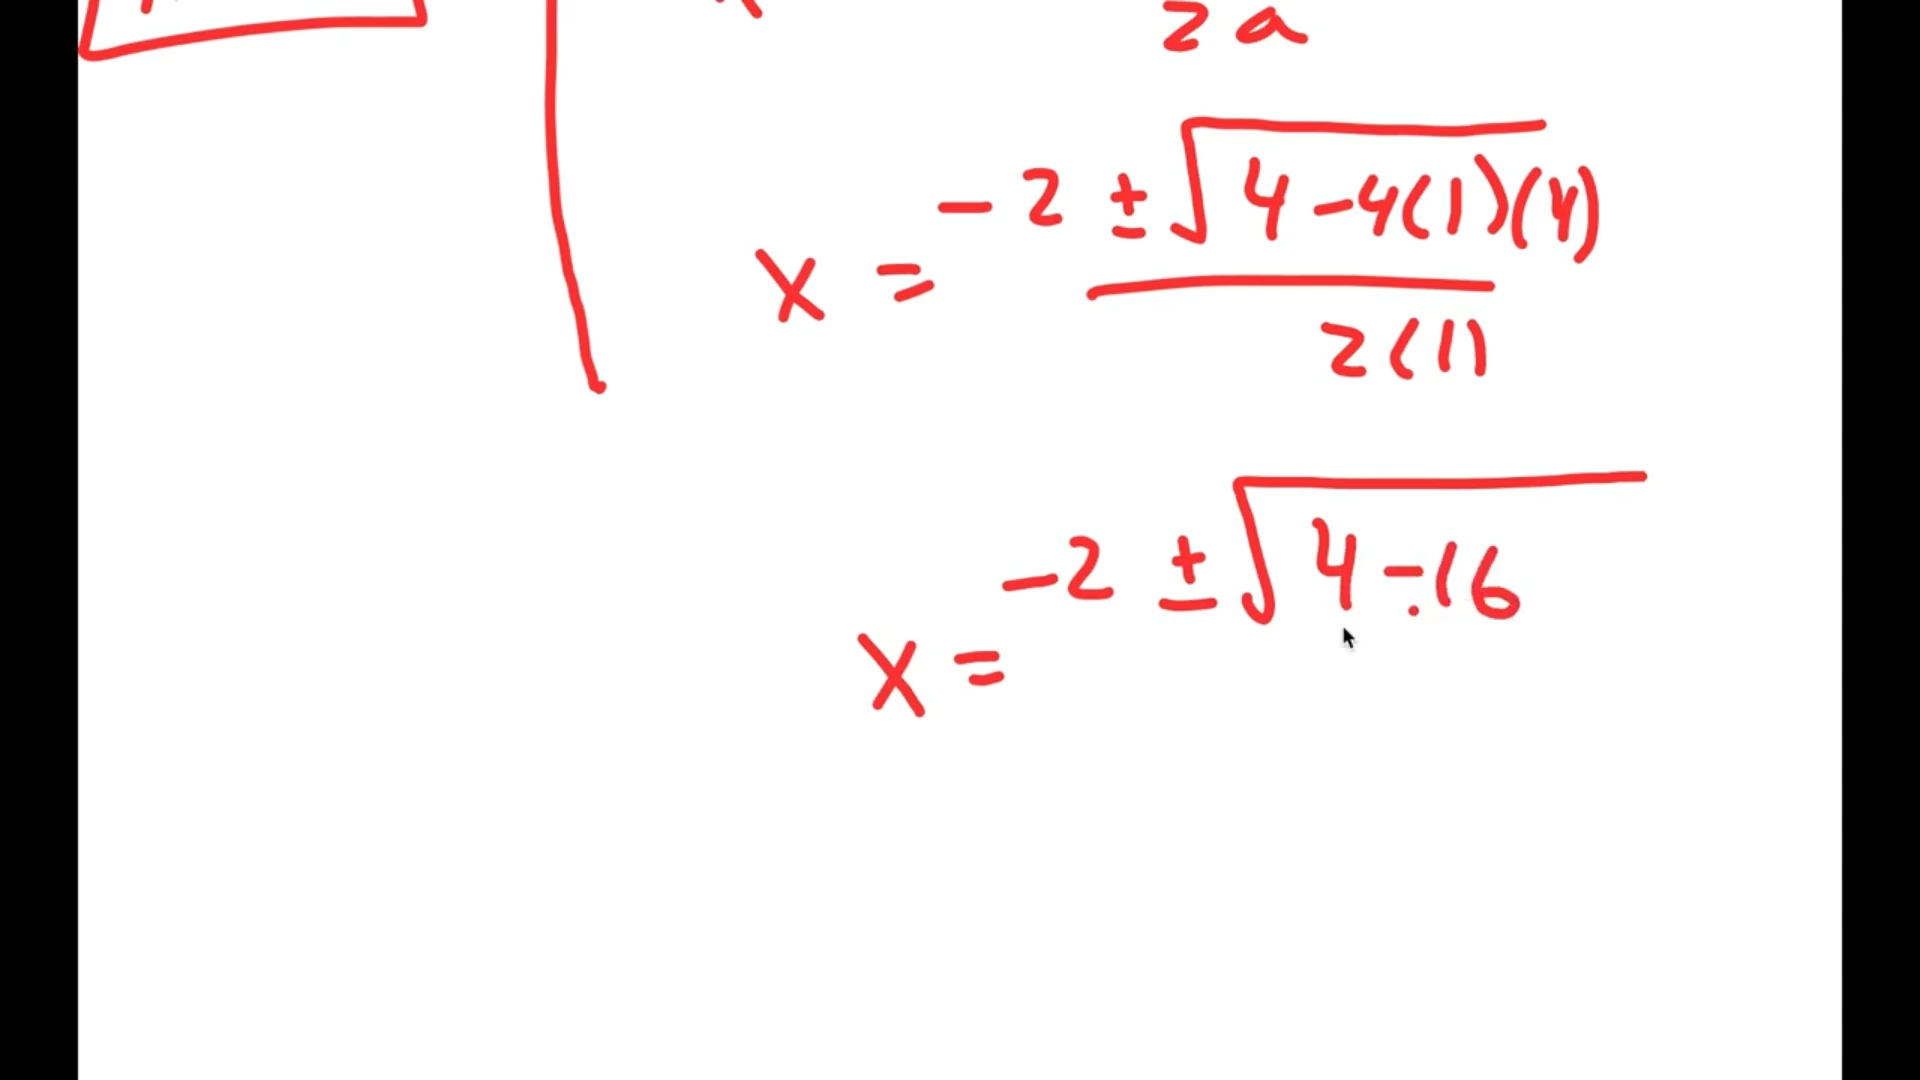 2a
x = -2 ± √4-4(1)(4)
2(1)
x = -2 ± √4-16